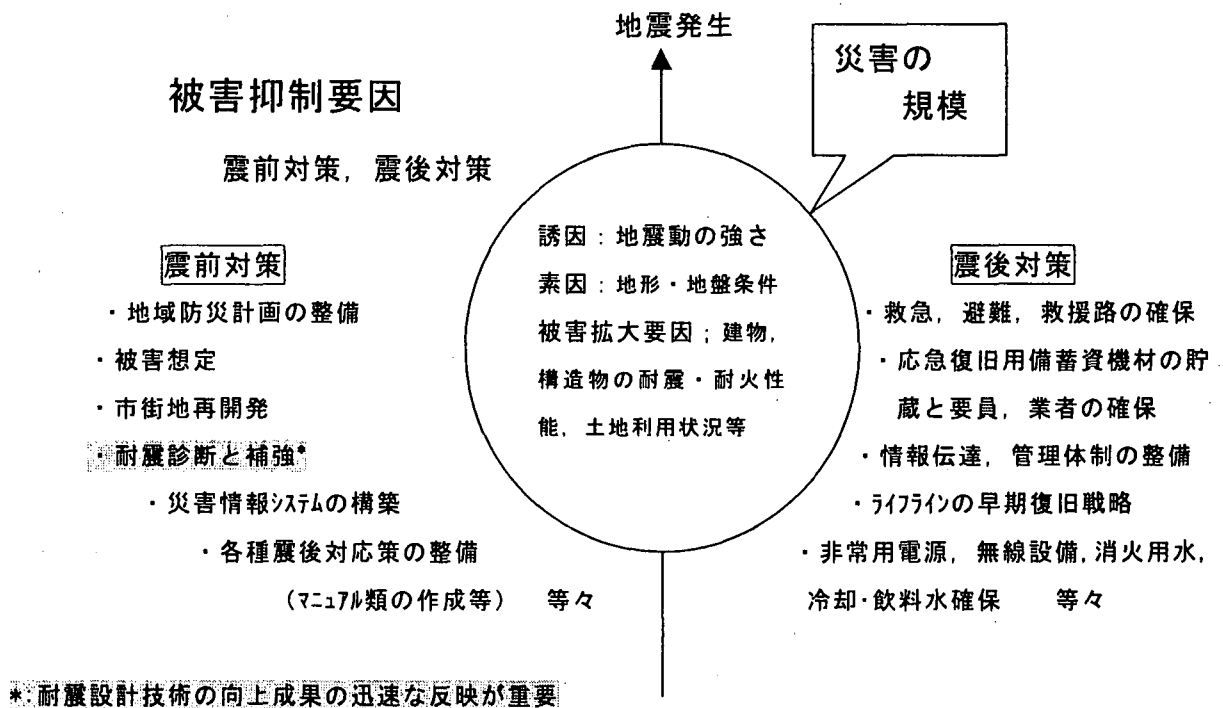 地震発生
災害の
規模
被害抑制要因
震前対策，震後対策
誘因：地震動の強さ
素因：地形・地盤条件
被害拡大要因；建物，
構造物の耐震・耐火性
能，土地利用状況等
震前対策
・地域防災計画の整備
・被害想定
・市街地再開発
・耐震診断と補強*
・災害情報ｼｽﾃﾑの構築
・各種震後対応策の整備
（ﾏﾆｭｱﾙ類の作成等）　等々
震後対策
・救急，避難，救援路の確保
・応急復旧用備蓄資機材の貯
蔵と要員，業者の確保
・情報伝達，管理体制の整備
・ﾗｲﾌﾗｲﾝの早期復旧戦略
・非常用電源，無線設備,消火用水,
冷却･飲料水確保　等々
*:耐震設計技術の向上成果の迅速な反映が重要